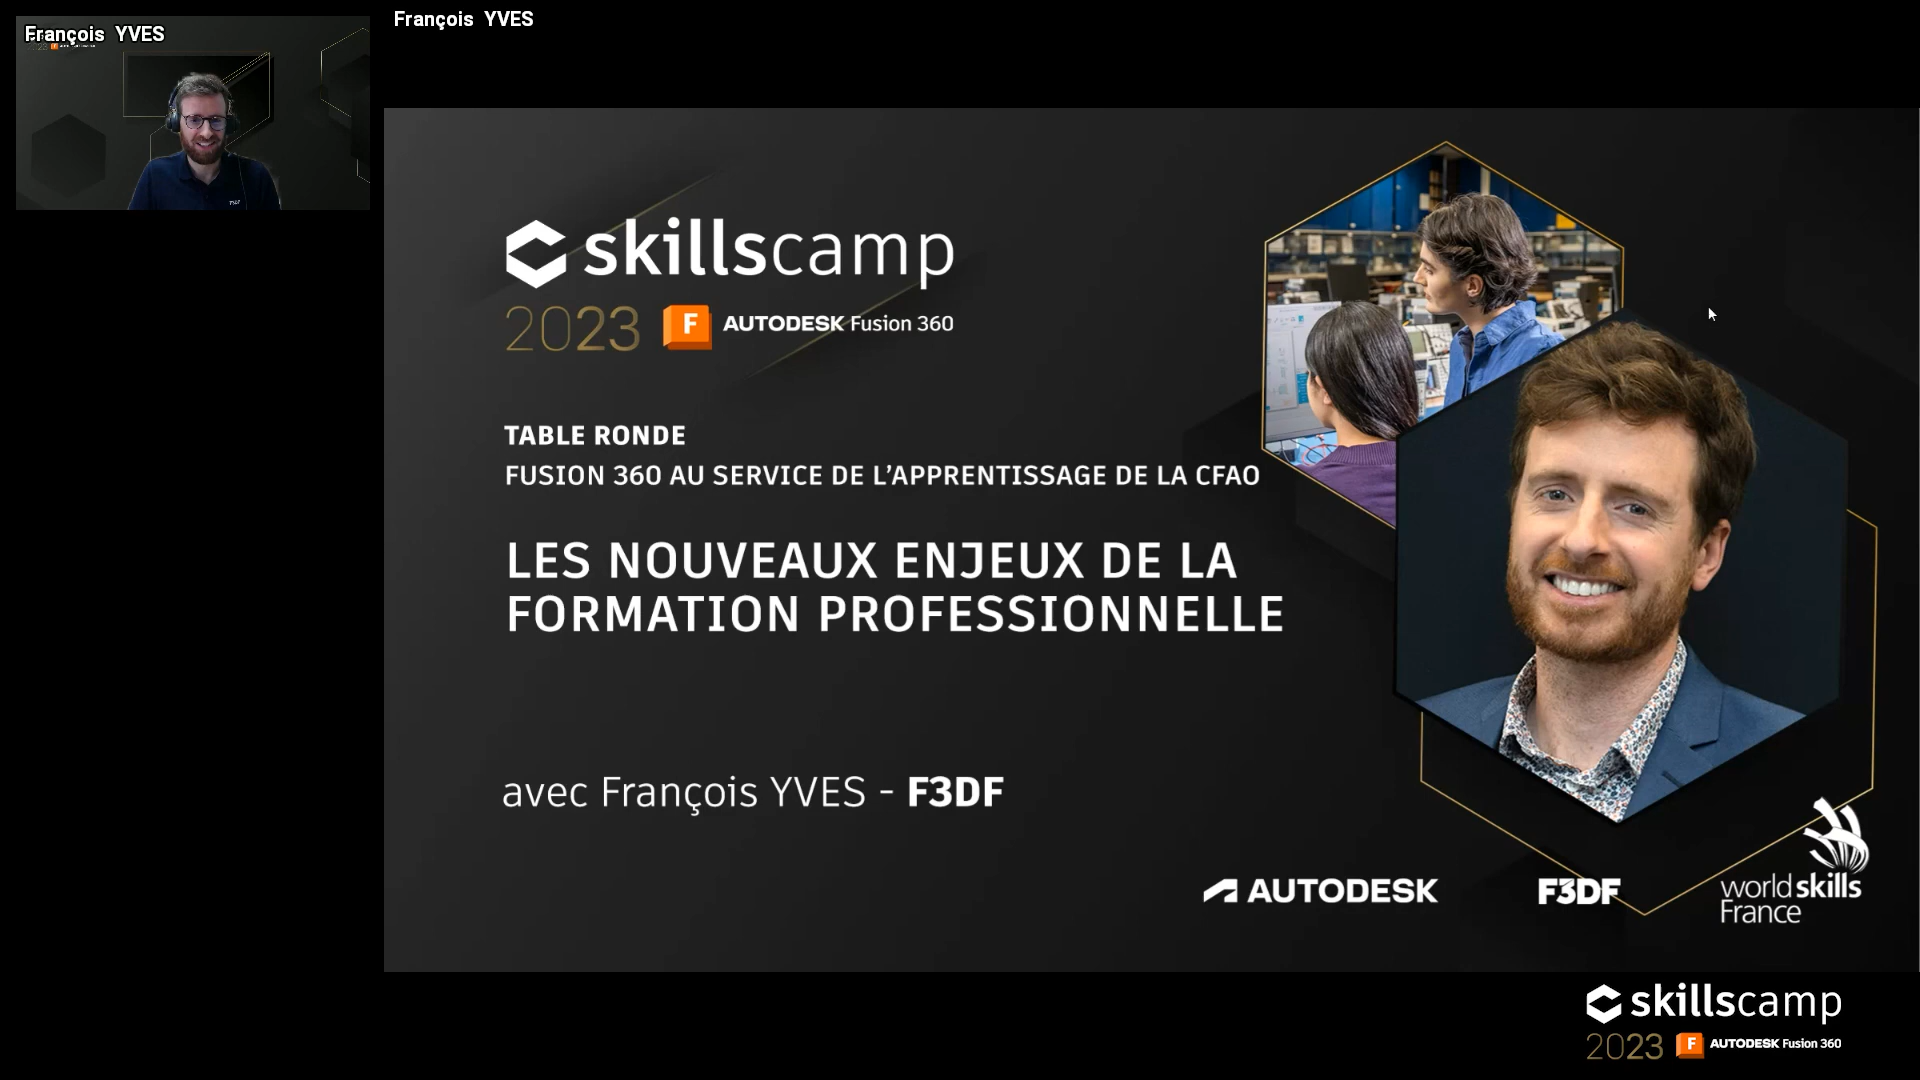 François YVES
François YVES
skillscamp
2023 F AUTODESK Fusion 360
TABLE RONDE
FUSION 360 AU SERVICE DE L’APPRENTISSAGE DE LA CFAO
LES NOUVEAUX ENJEUX DE LA
FORMATION PROFESSIONNELLE
avec François YVES - F3DF
AUTODESK
F3DF
worldskills
France
skillscamp
2023 F AUTODESK Fusion 360